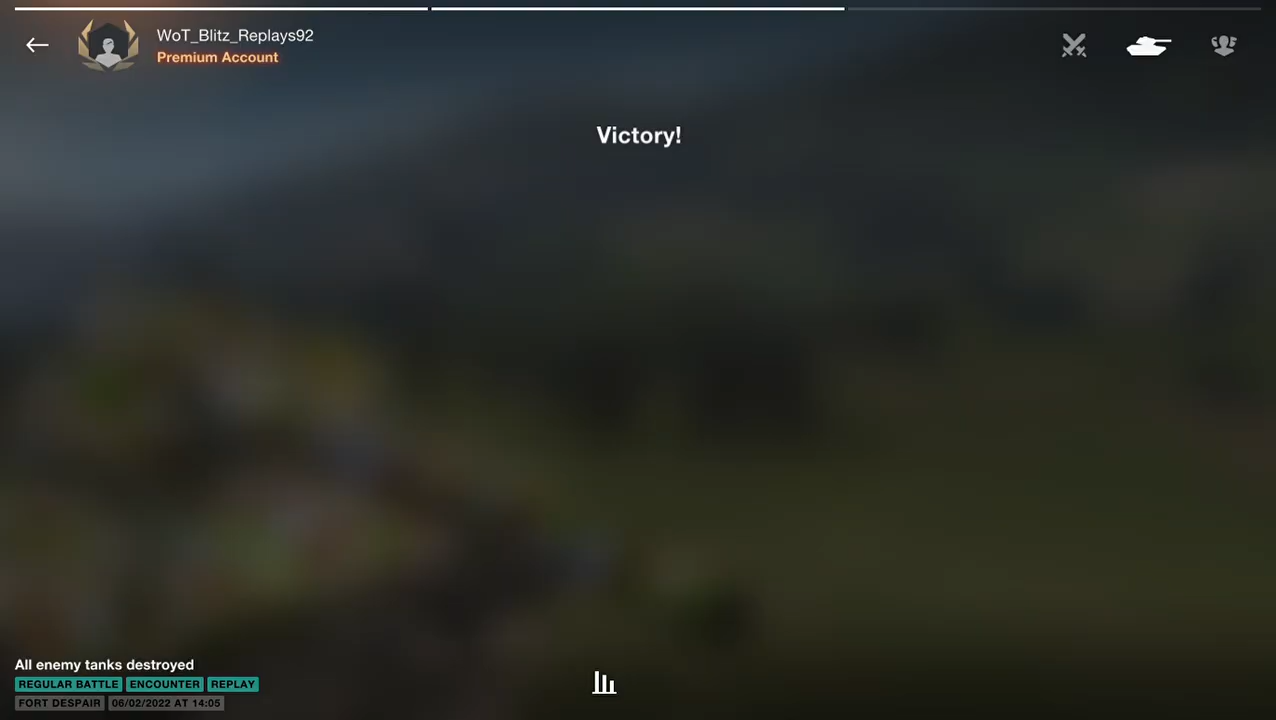 WoT_Blitz_Replays92
Premium Account
Victory!
All enemy tanks destroyed
REGULAR BATTLE ENCOUNTER REPLAY
FORT DESPAIR 06/02/2022 AT 14:05